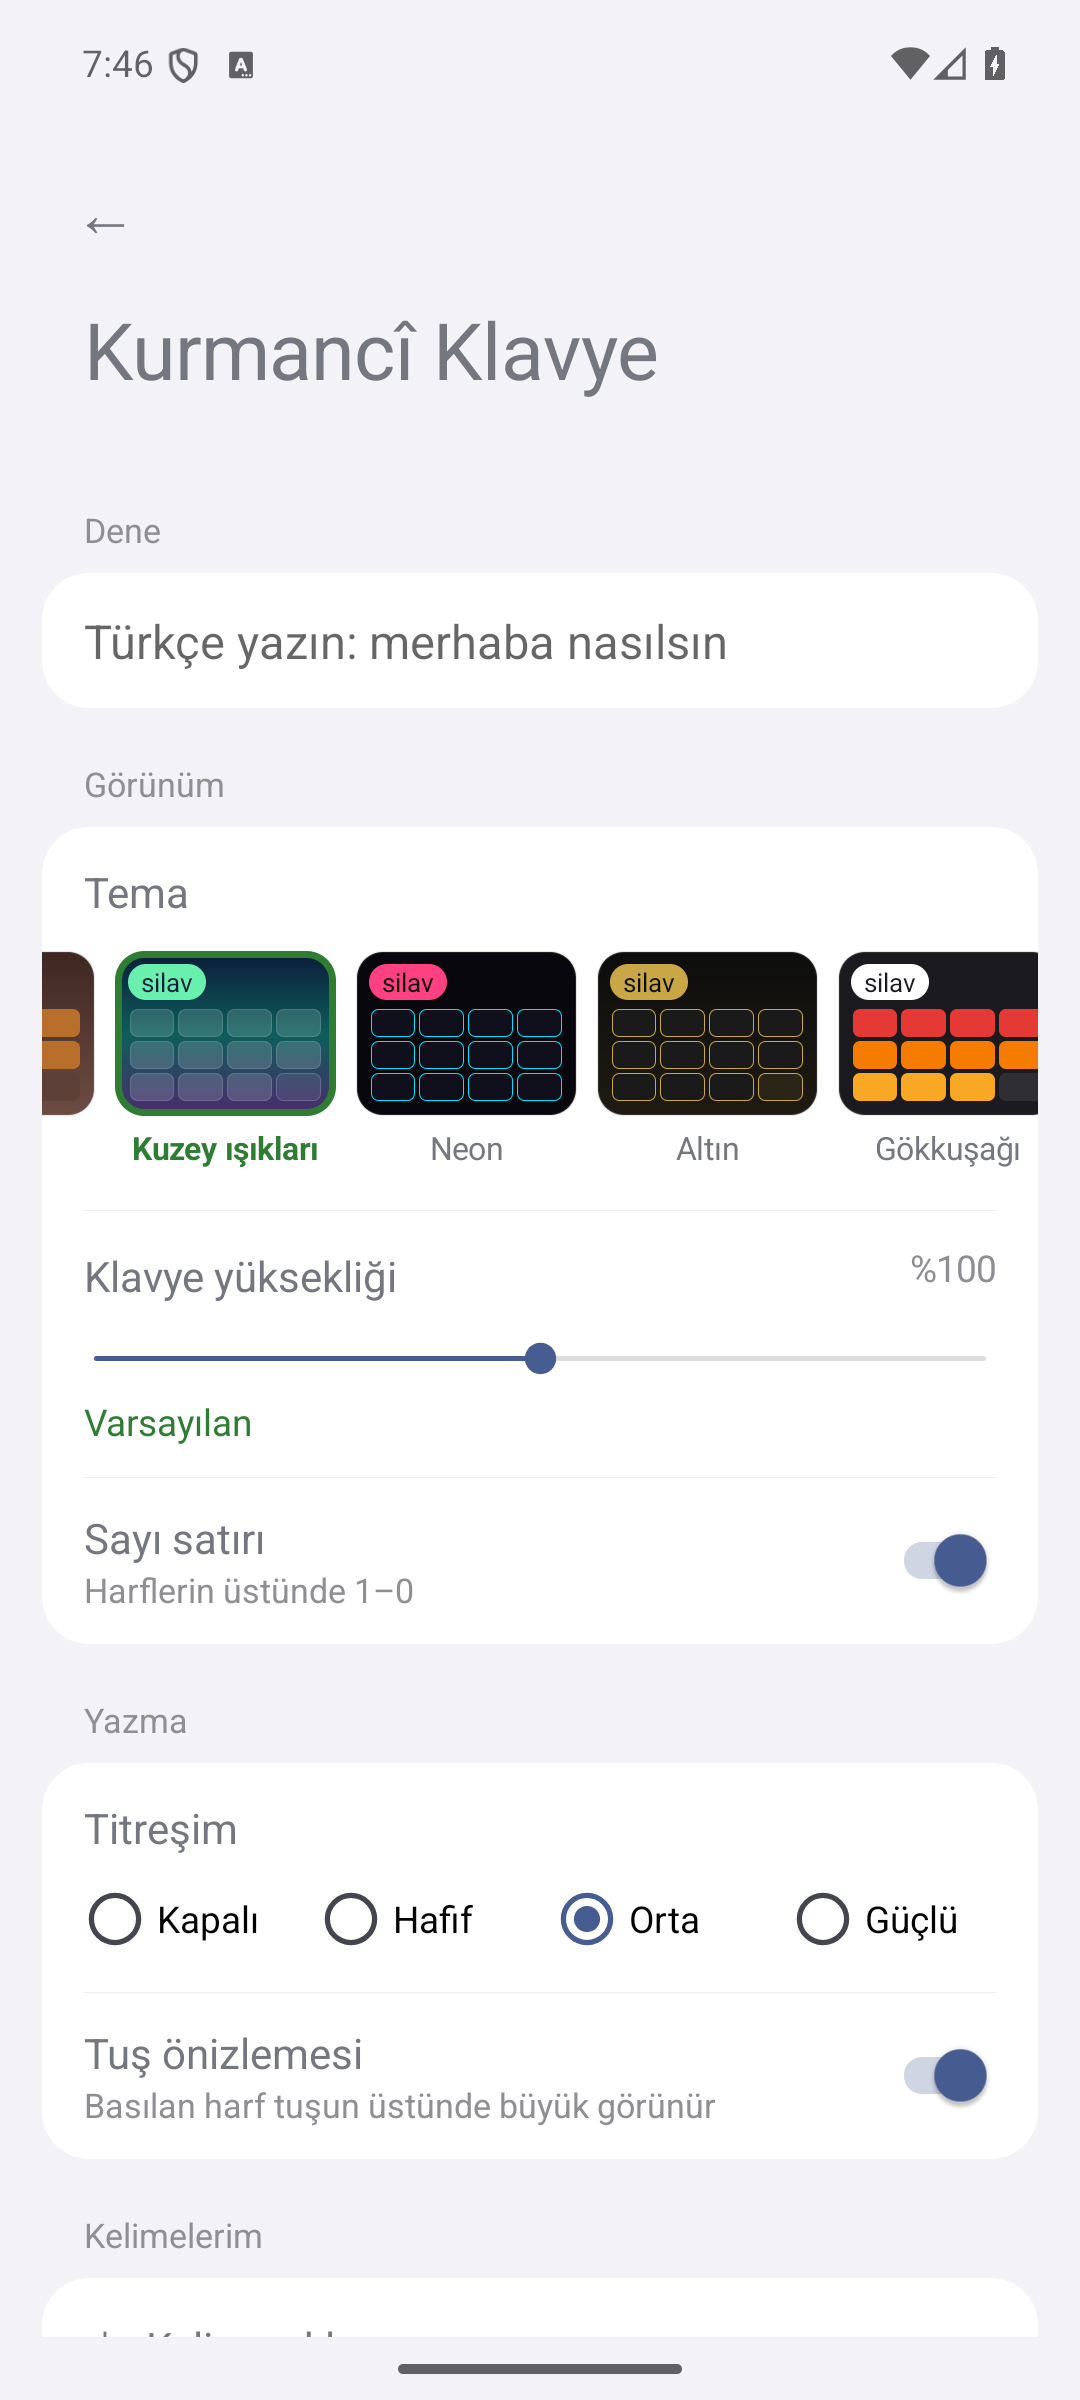 7:46
Kurmancî Klavye
Dene
Türkçe yazın: merhaba nasılsın
Görünüm
Tema
silav silav silav silav
Kuzey ışıkları Neon Altın Gökkuşağı
Klavye yüksekliği %100
Varsayılan
Sayı satırı
Harflerin üstünde 1–0
Yazma
Titreşim
Kapalı Hafif Orta Güçlü
Tuş önizlemesi
Basılan harf tuşun üstünde büyük görünür
Kelimelerim